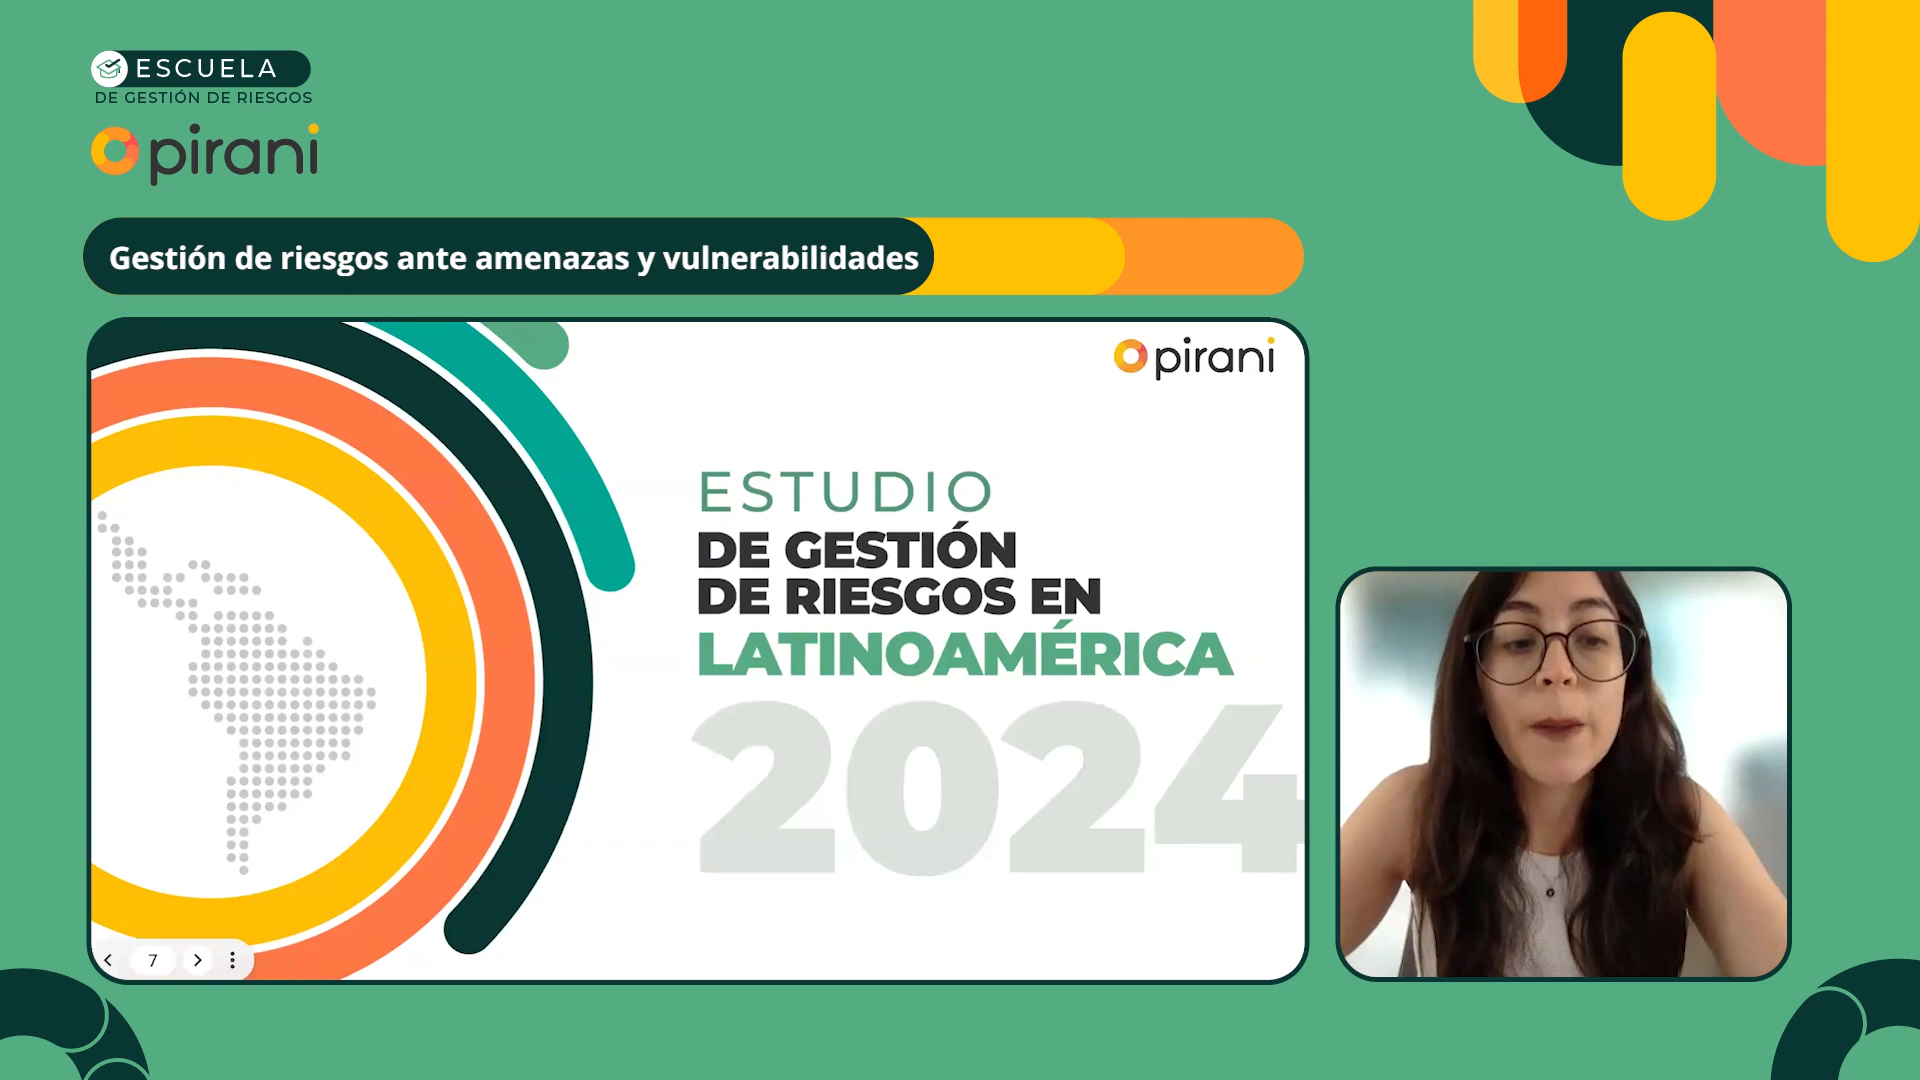 ESCUELA
DE GESTIÓN DE RIESGOS
pirani
Gestión de riesgos ante amenazas y vulnerabilidades
pirani
ESTUDIO
DE GESTIÓN
DE RIESGOS EN
LATINOAMÉRICA
2024
7